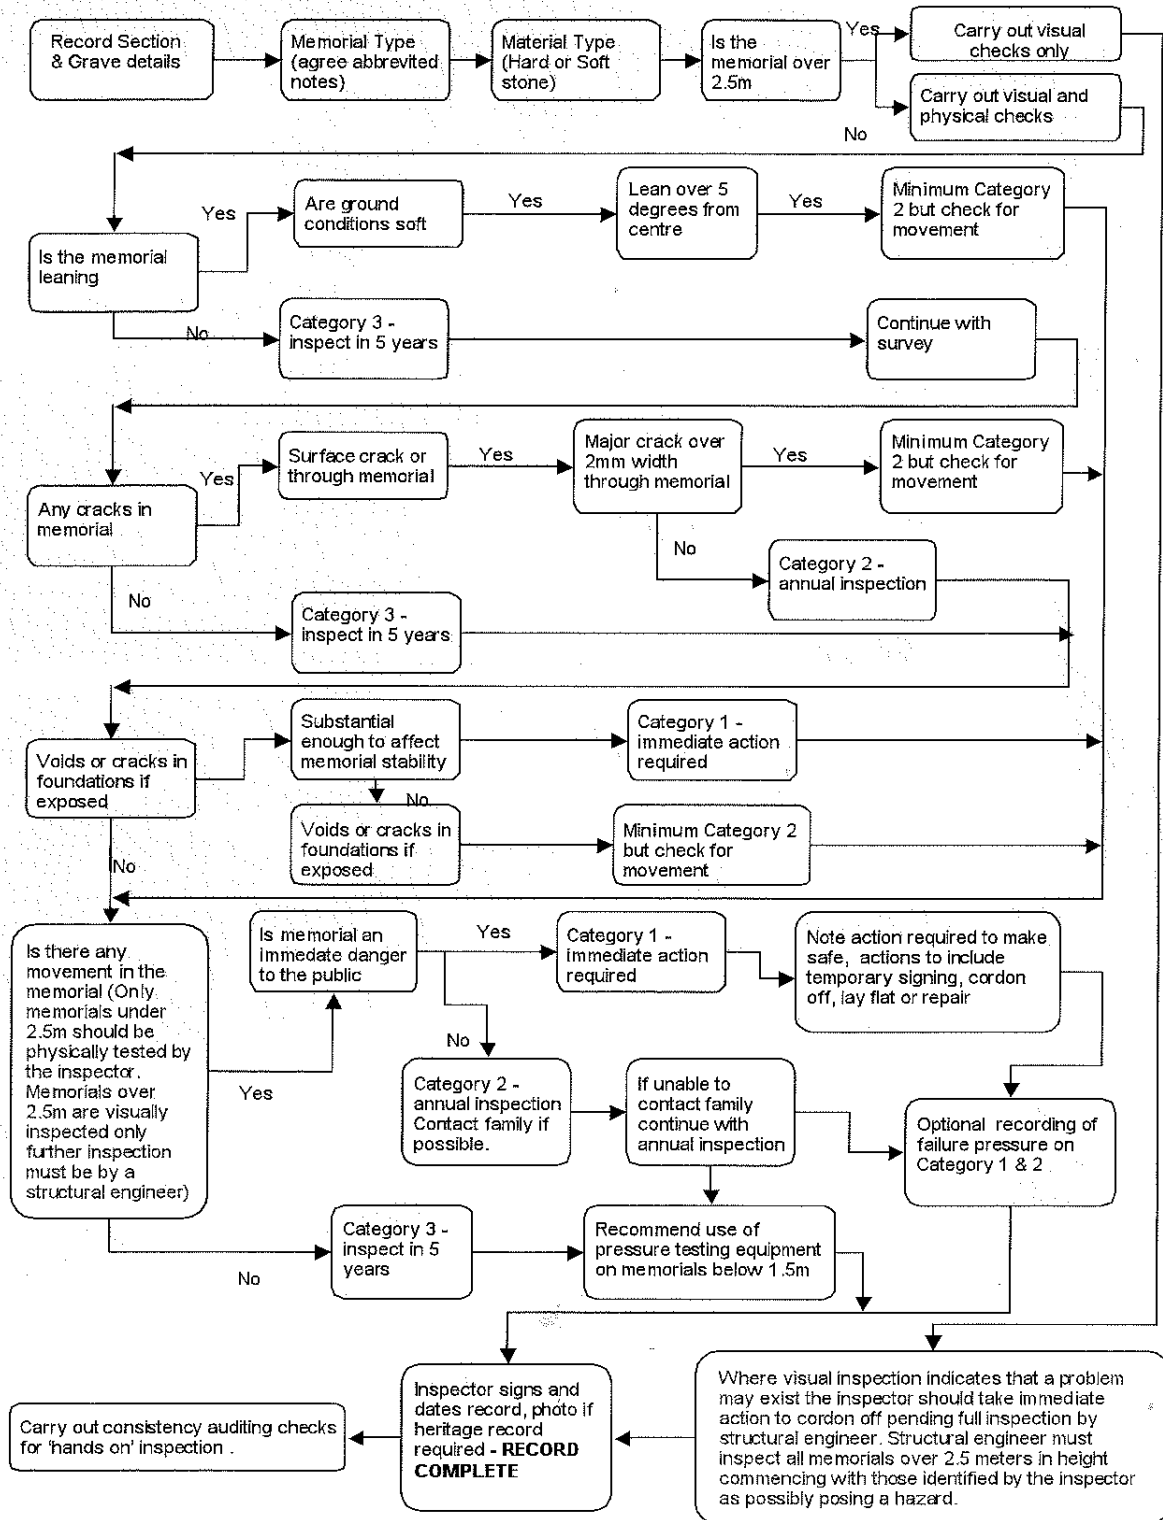 Record Section
& Grave details
Memorial Type
(agree abbrevited
notes)
Material Type
(Hard or Soft
stone)
Is the
memorial over
2.5m
Yes
Carry out visual
checks only
Carry out visual and
physical checks
No
Is the memorial
leaning
Yes
Are ground
conditions soft
Yes
Lean over 5
degrees from
centre
Yes
Minimum Category
2 but check for
movement
No
Category 3 -
inspect in 5 years
Continue with
survey
Any cracks in
memorial
Yes
Surface crack or
through memorial
Yes
Major crack over
2mm width
through memorial
Yes
Minimum Category
2 but check for
movement
No
Category 2 -
annual inspection
No
Category 3 -
inspect in 5 years
Voids or cracks in
foundations if
exposed
Substantial
enough to affect
memorial stability
Category 1 -
immediate action
required
No
Voids or cracks in
foundations if
exposed
Minimum Category 2
but check for
movement
No
Is there any
movement in the
memorial (Only
memorials under
2.5m should be
physically tested by
the inspector.
Memorials over
2.5m are visually
inspected only
further inspection
must be by a
structural engineer)
Yes
Is memorial an
immedate danger
to the public
Yes
Category 1 -
immediate action
required
Note action required to make
safe, actions to include
temporary signing, cordon
off, lay flat or repair
No
Category 2 -
annual inspection
Contact family if
possible.
If unable to
contact family
continue with
annual inspection
Optional recording of
failure pressure on
Category 1 & 2
No
Category 3 -
inspect in 5
years
Recommend use of
pressure testing equipment
on memorials below 1.5m
Carry out consistency auditing checks
for 'hands on' inspection .
Inspector signs and
dates record, photo if
heritage record
required - RECORD
COMPLETE
Where visual inspection indicates that a problem
may exist the inspector should take immediate
action to cordon off pending full inspection by
structural engineer. Structural engineer must
inspect all memorials over 2.5 meters in height
commencing with those identified by the inspector
as possibly posing a hazard.